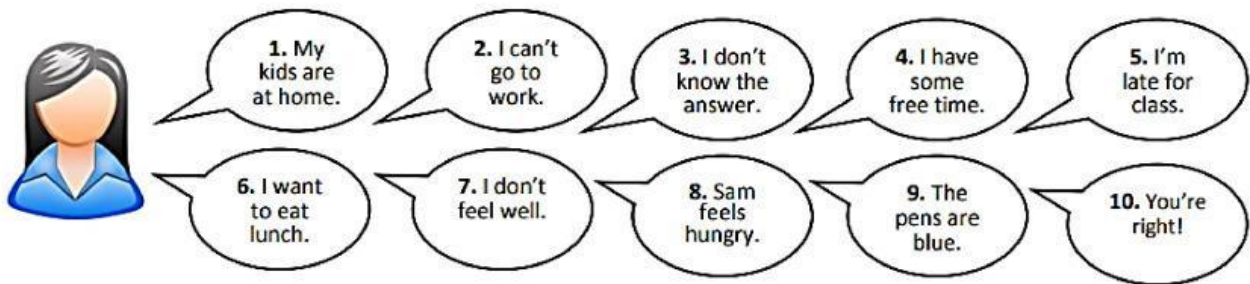 1. My
kids are
at home.
2. I can't
go to
work.
3. I don't
know the
answer.
4. I have
some
free time.
5. I'm
late for
class.
6. I want
to eat
lunch.
7. I don't
feel well.
8. Sam
feels
hungry.
9. The
pens are
blue.
10. You're
right!